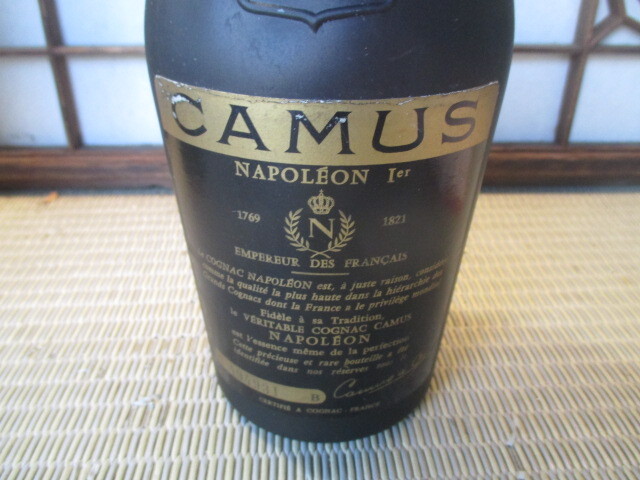 CAMUS
NAPOLÉON Ier
1769 1821
N
EMPEREUR DES FRANÇAIS
COGNAC NAPOLÉON est, à juste raison,
comme la qualité la plus haute dans la hiérarchie des
Cognacs dont la France a le privilège
Fidèle à sa Tradition,
le VÉRITABLE COGNAC CAMUS
NAPOLÉON
est l'essence même de la perfection.
Cette précieuse et rare bouteille a été
identifiée dans nos réserves
B
CERTIFIÉ A COGNAC - FRANCE